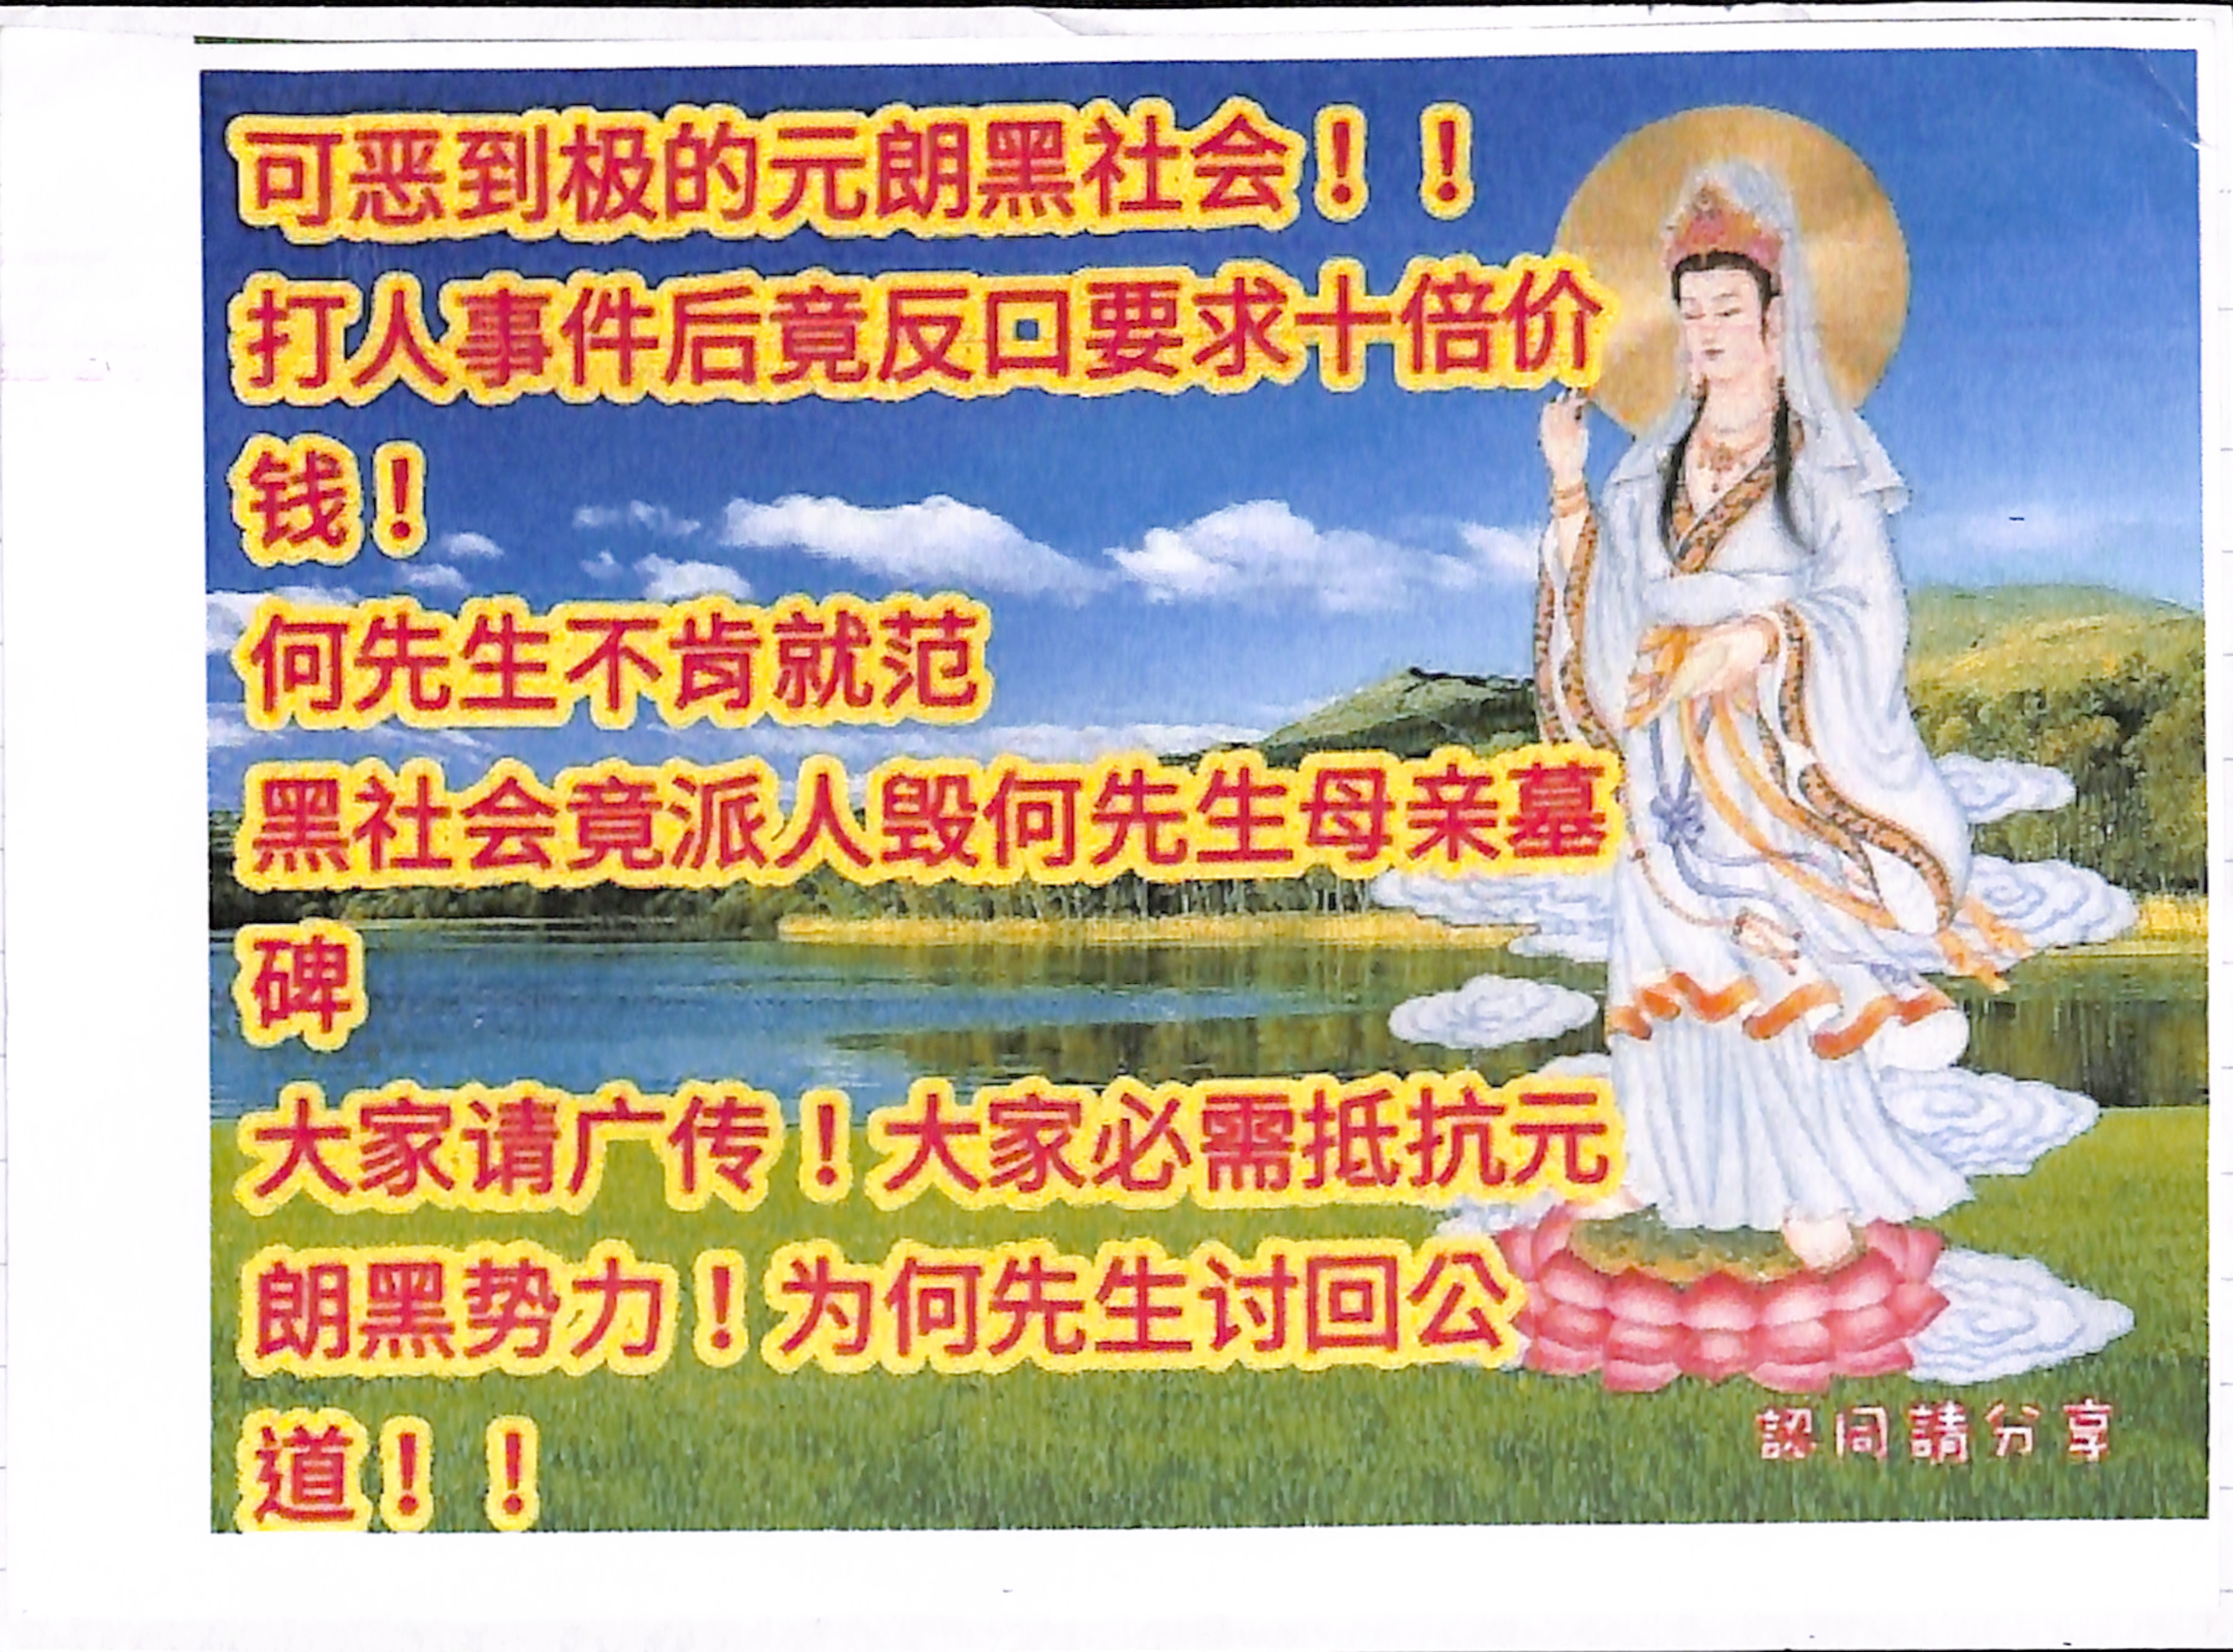 可恶到极的元朗黑社会！！
打人事件后竟反口要求十倍价
钱！
何先生不肯就范
黑社会竟派人毁何先生母亲墓
碑
大家请广传！大家必需抵抗元
朗黑势力！为何先生讨回公
道！！
認同請分享